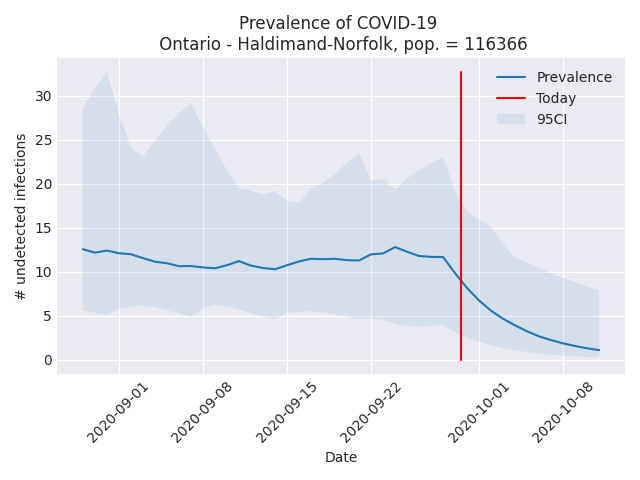 Prevalence of COVID-19
Ontario - Haldimand-Norfolk, pop. = 116366
Prevalence
Today
95CI
# undetected infections
30
25
20
15
10
5
0
2020-09-01
2020-09-08
2020-09-15
2020-09-22
2020-10-01
2020-10-08
Date